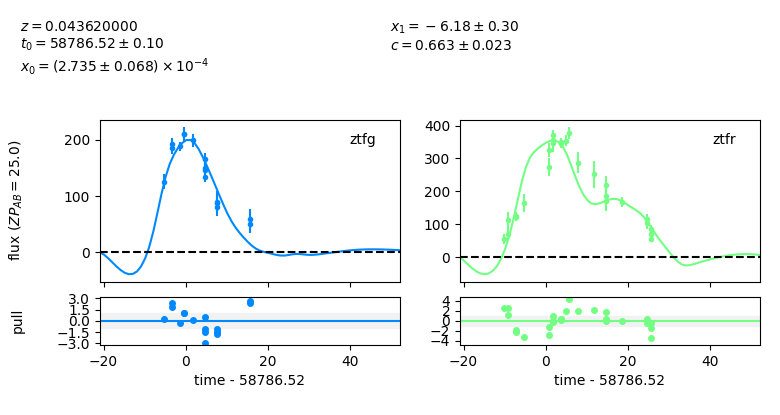 z = 0.043620000
t₀ = 58786.52 ± 0.10
x₀ = (2.735 ± 0.068) × 10⁻⁴
x₁ = −6.18 ± 0.30
c = 0.663 ± 0.023
flux (ZP_AB = 25.0)
200
100
0
ztfg
400
300
200
100
0
ztfr
pull
3.0
1.5
0.0
−1.5
−3.0
−20 0 20 40
time - 58786.52
4
2
0
−2
−4
−20 0 20 40
time - 58786.52